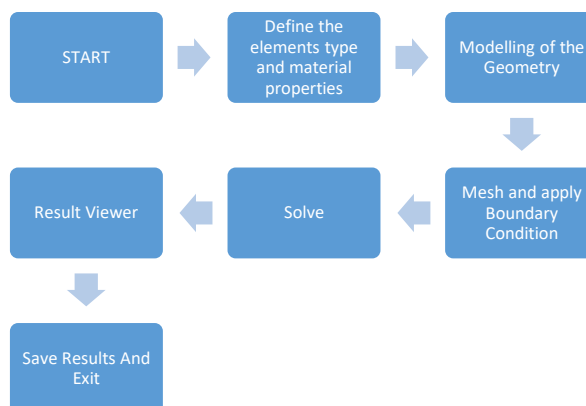 START
Define the
elements type
and material
properties
Modelling of the
Geometry
Mesh and apply
Boundary
Condition
Solve
Result Viewer
Save Results And
Exit